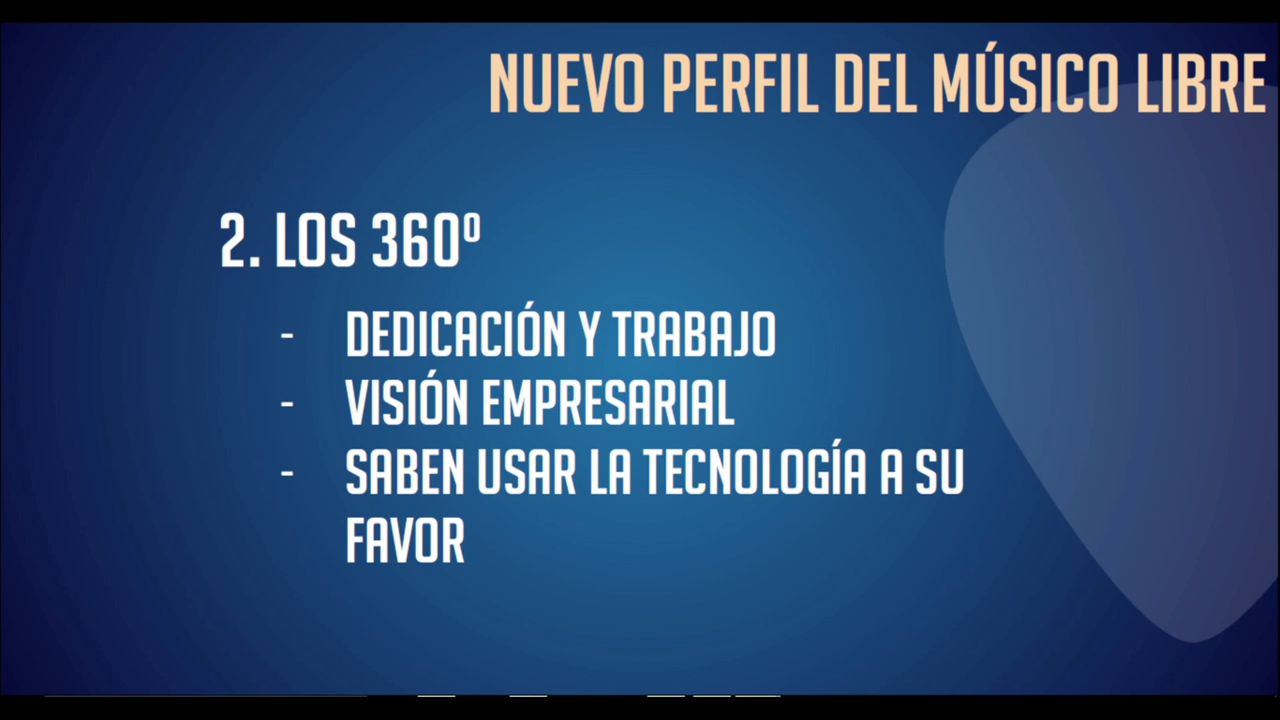 NUEVO PERFIL DEL MÚSICO LIBRE
2. LOS 360º
- DEDICACIÓN Y TRABAJO
- VISIÓN EMPRESARIAL
- SABEN USAR LA TECNOLOGÍA A SU
FAVOR